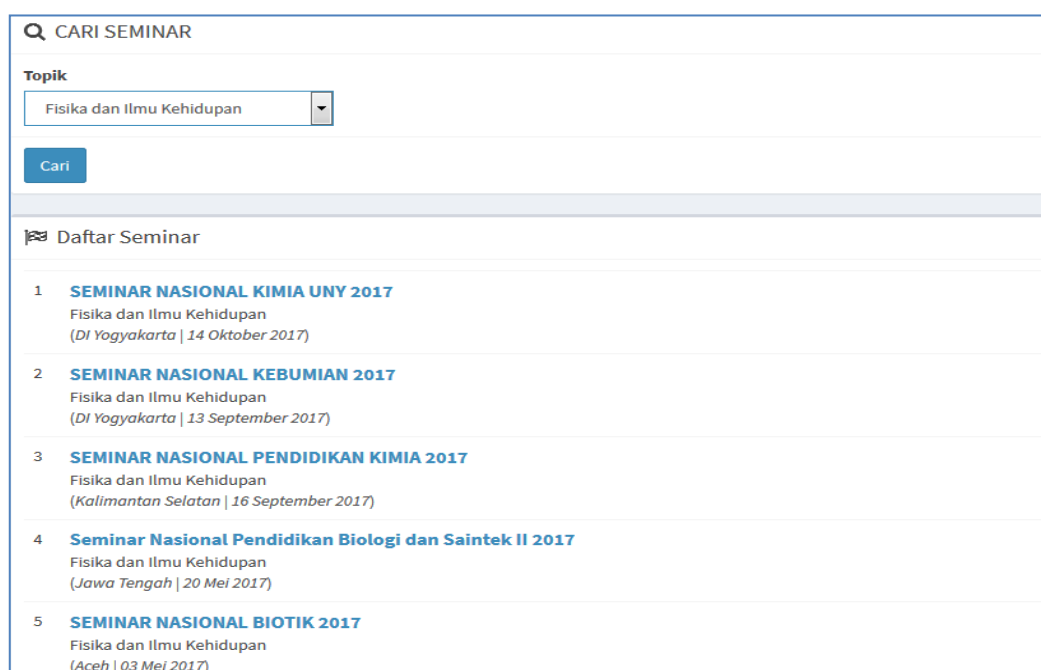 CARI SEMINAR
Topik
Fisika dan Ilmu Kehidupan
Cari
Daftar Seminar
1 SEMINAR NASIONAL KIMIA UNY 2017
Fisika dan Ilmu Kehidupan
(DI Yogyakarta | 14 Oktober 2017)
2 SEMINAR NASIONAL KEBUMIAN 2017
Fisika dan Ilmu Kehidupan
(DI Yogyakarta | 13 September 2017)
3 SEMINAR NASIONAL PENDIDIKAN KIMIA 2017
Fisika dan Ilmu Kehidupan
(Kalimantan Selatan | 16 September 2017)
4 Seminar Nasional Pendidikan Biologi dan Saintek II 2017
Fisika dan Ilmu Kehidupan
(Jawa Tengah | 20 Mei 2017)
5 SEMINAR NASIONAL BIOTIK 2017
Fisika dan Ilmu Kehidupan
(Aceh | 03 Mei 2017)